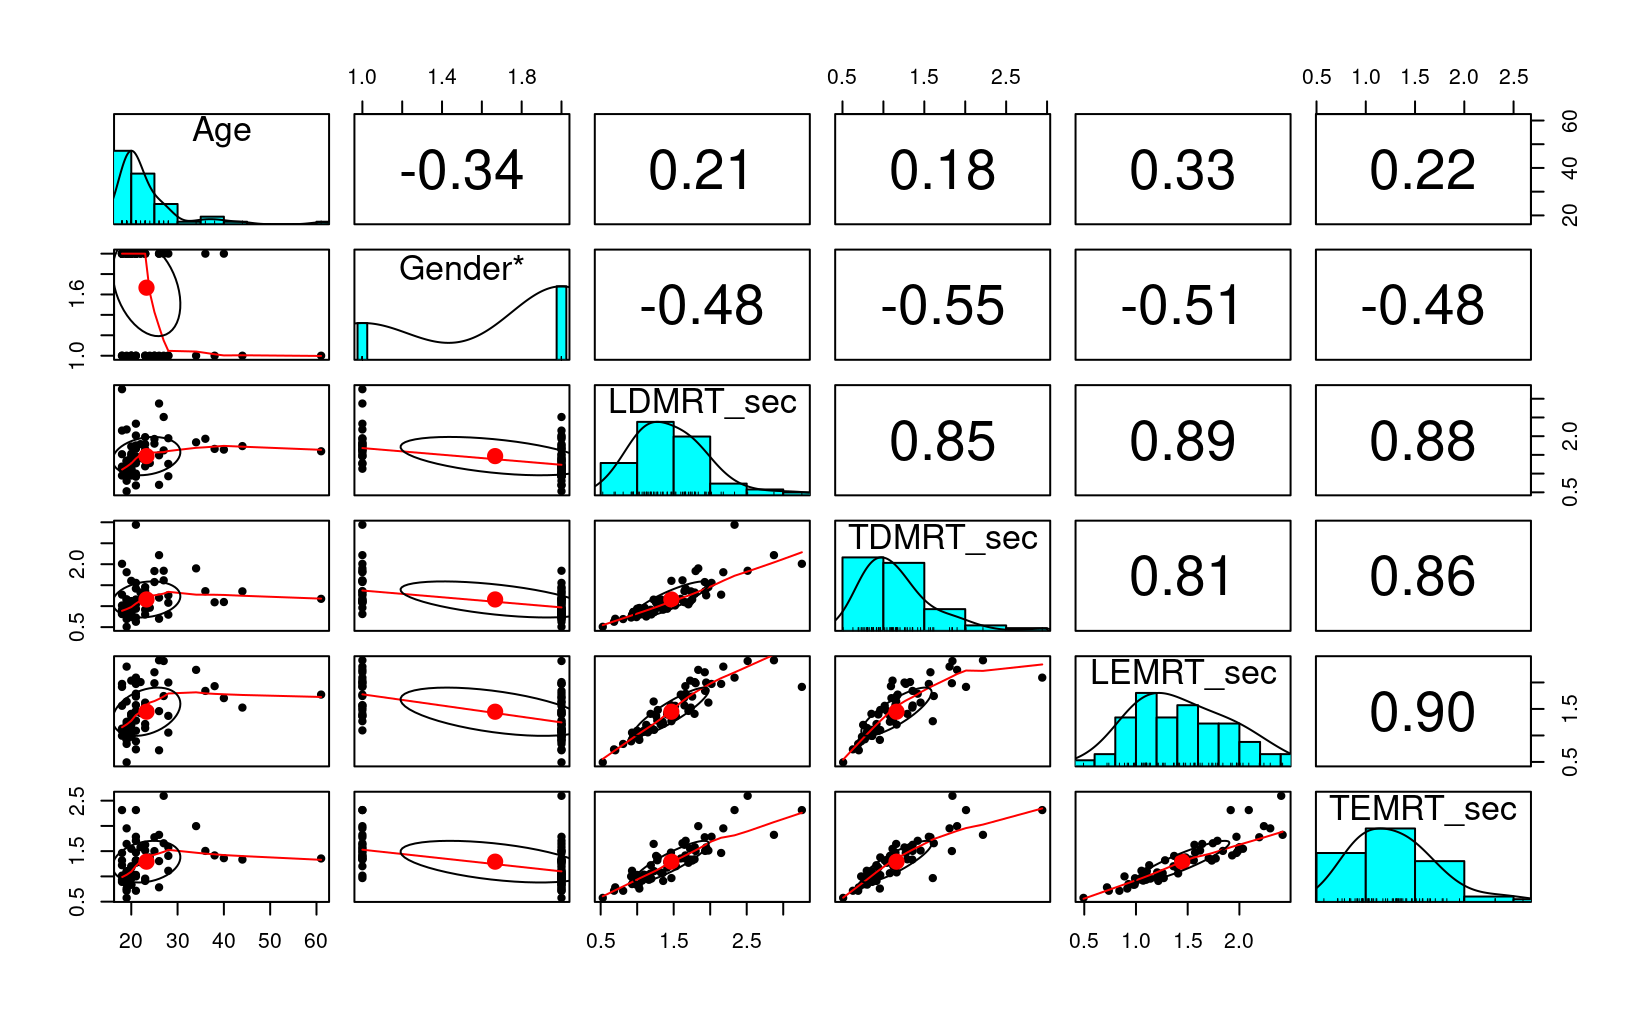 1.0 1.4 1.8 0.5 1.5 2.5 0.5 1.0 1.5 2.0 2.5
Age -0.34 0.21 0.18 0.33 0.22 20 40 60
1.0 1.6 Gender* -0.48 -0.55 -0.51 -0.48
LDMRT_sec 0.85 0.89 0.88 0.5 2.0
0.5 2.0 TDMRT_sec 0.81 0.86
LEMRT_sec 0.90 0.5 1.5
0.5 1.5 2.5 TEMRT_sec
20 30 40 50 60 0.5 1.5 2.5 0.5 1.0 1.5 2.0